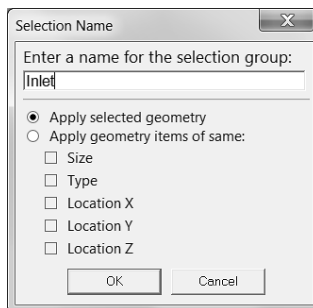 Selection Name
Enter a name for the selection group:
Inlet
Apply selected geometry
Apply geometry items of same:
Size
Type
Location X
Location Y
Location Z
OK Cancel